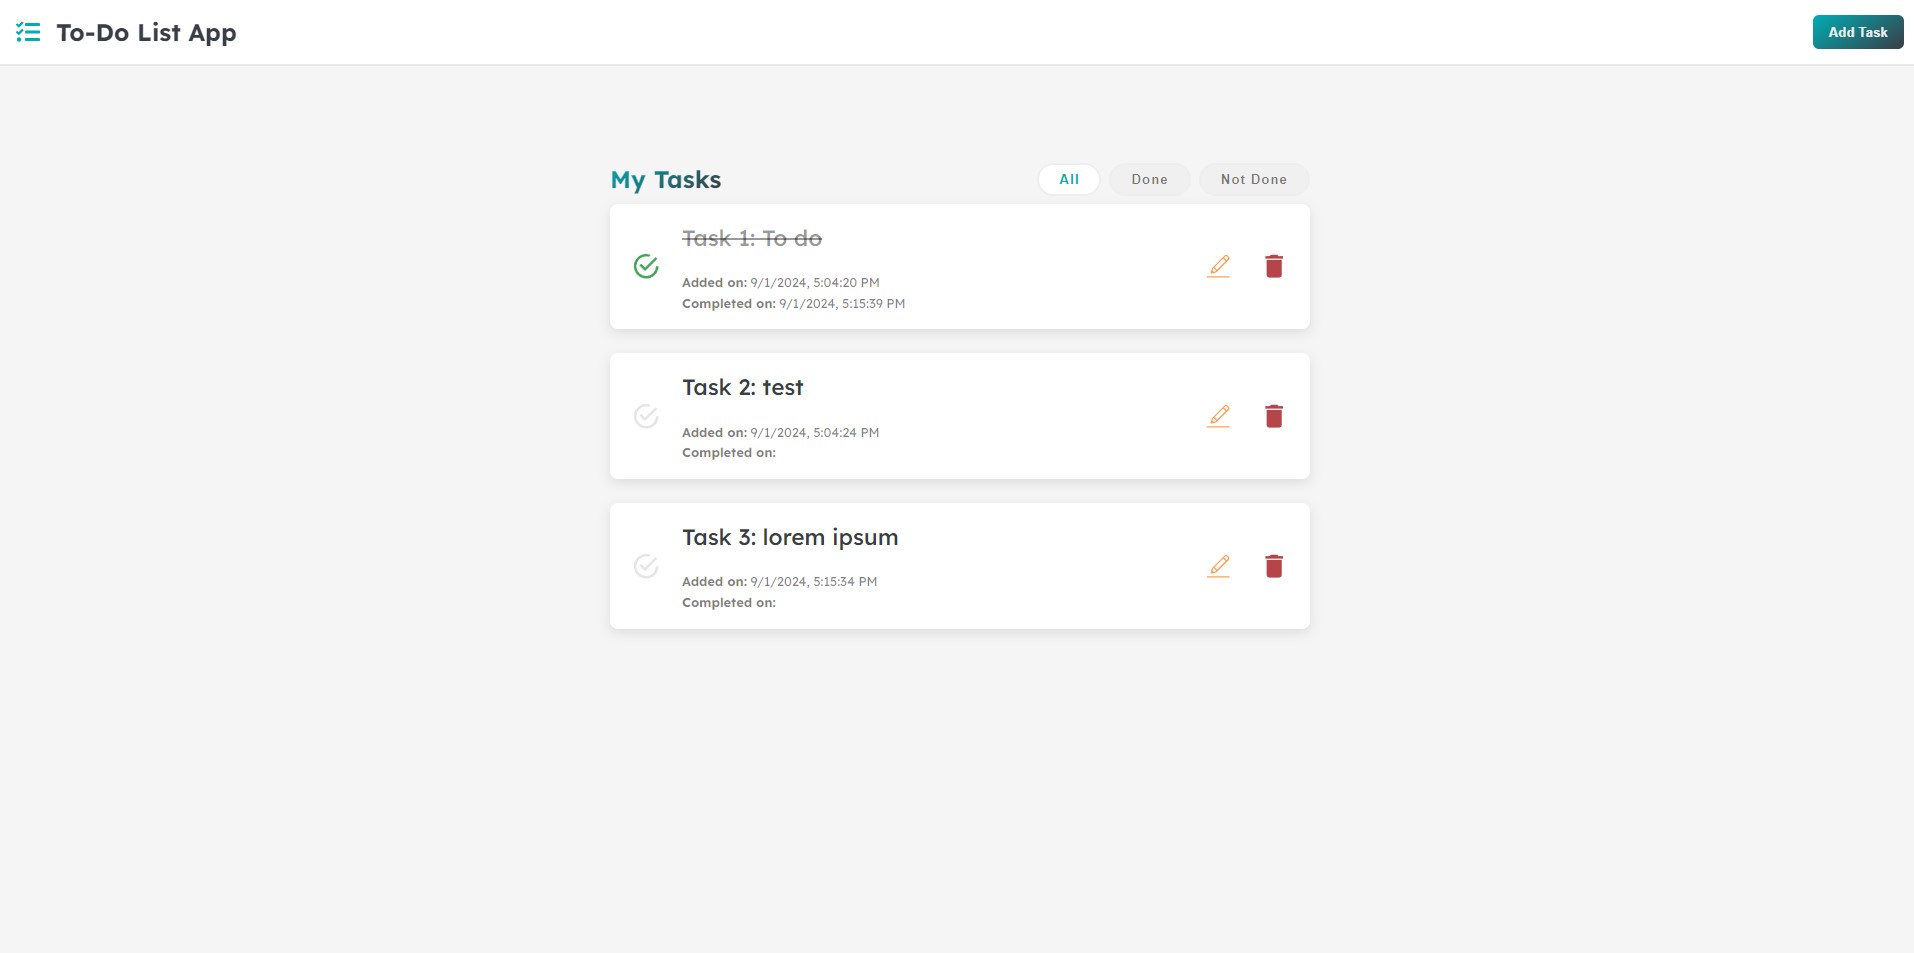 To-Do List App
Add Task
My Tasks
All
Done
Not Done
Task 1: To do
Added on: 9/1/2024, 5:04:20 PM
Completed on: 9/1/2024, 5:15:39 PM
Task 2: test
Added on: 9/1/2024, 5:04:24 PM
Completed on:
Task 3: lorem ipsum
Added on: 9/1/2024, 5:15:34 PM
Completed on: